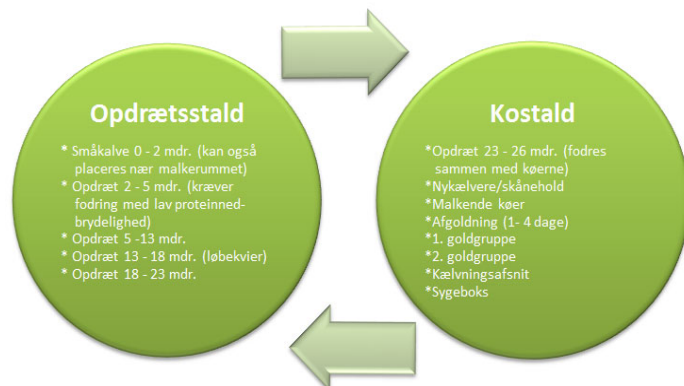 Opdrætsstald
* Småkalve 0 - 2 mdr. (kan også
placeres nær malkerummet)
* Opdræt 2 - 5 mdr. (kræver
fodring med lav proteinned-
brydelighed)
* Opdræt 5 -13 mdr.
* Opdræt 13 - 18 mdr. (løbekvier)
* Opdræt 18 - 23 mdr.
Kostald
*Opdræt 23 - 26 mdr. (fodres
sammen med køerne)
*Nykælvere/skånehold
*Malkende køer
*Afgoldning (1- 4 dage)
*1. goldgruppe
*2. goldgruppe
*Kælvningsafsnit
*Sygeboks